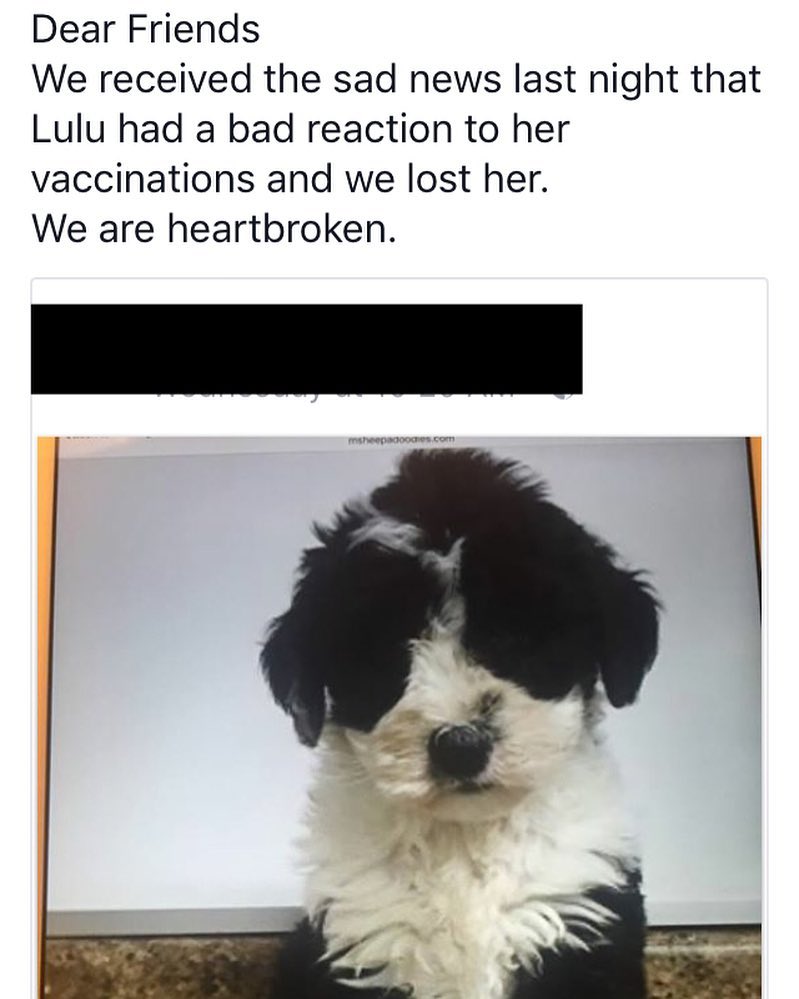 Dear Friends
We received the sad news last night that
Lulu had a bad reaction to her
vaccinations and we lost her.
We are heartbroken.
msheepadoodles.com